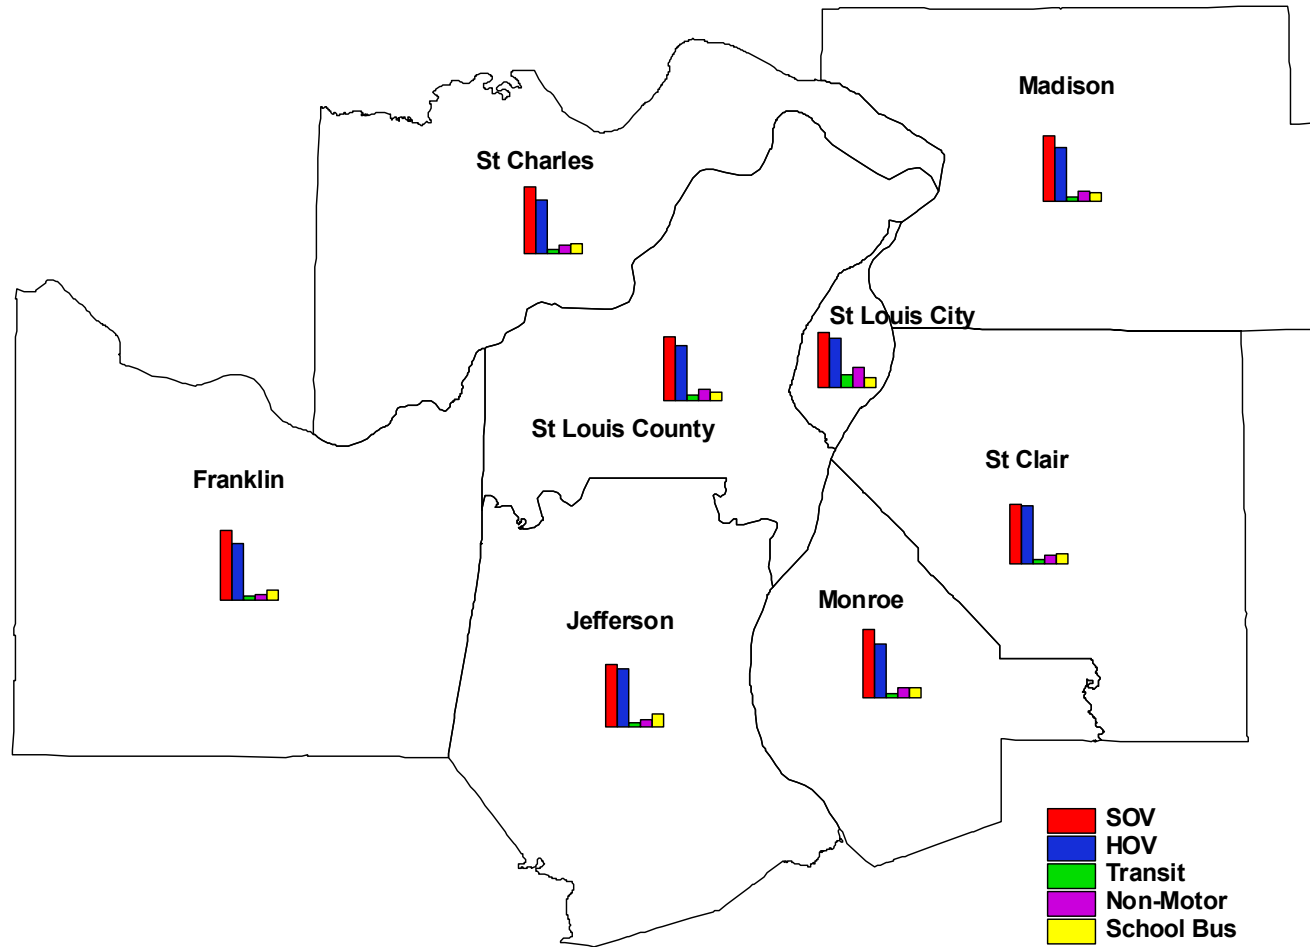 Madison
St Charles
St Louis City
St Louis County
St Clair
Franklin
Monroe
Jefferson
SOV
HOV
Transit
Non-Motor
School Bus